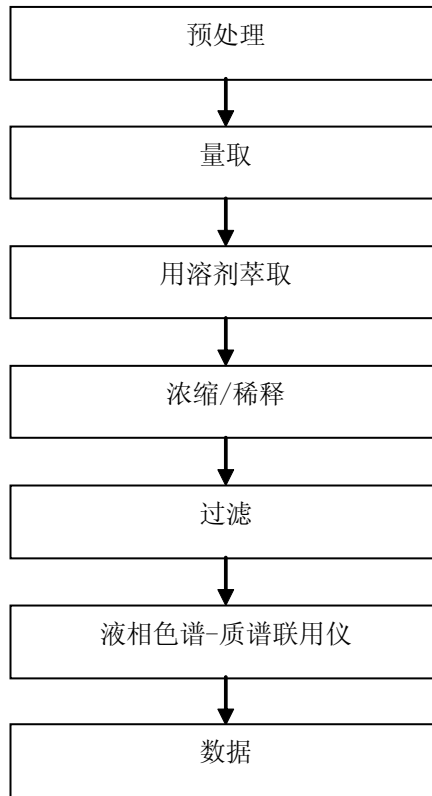 预处理
量取
用溶剂萃取
浓缩/稀释
过滤
液相色谱-质谱联用仪
数据